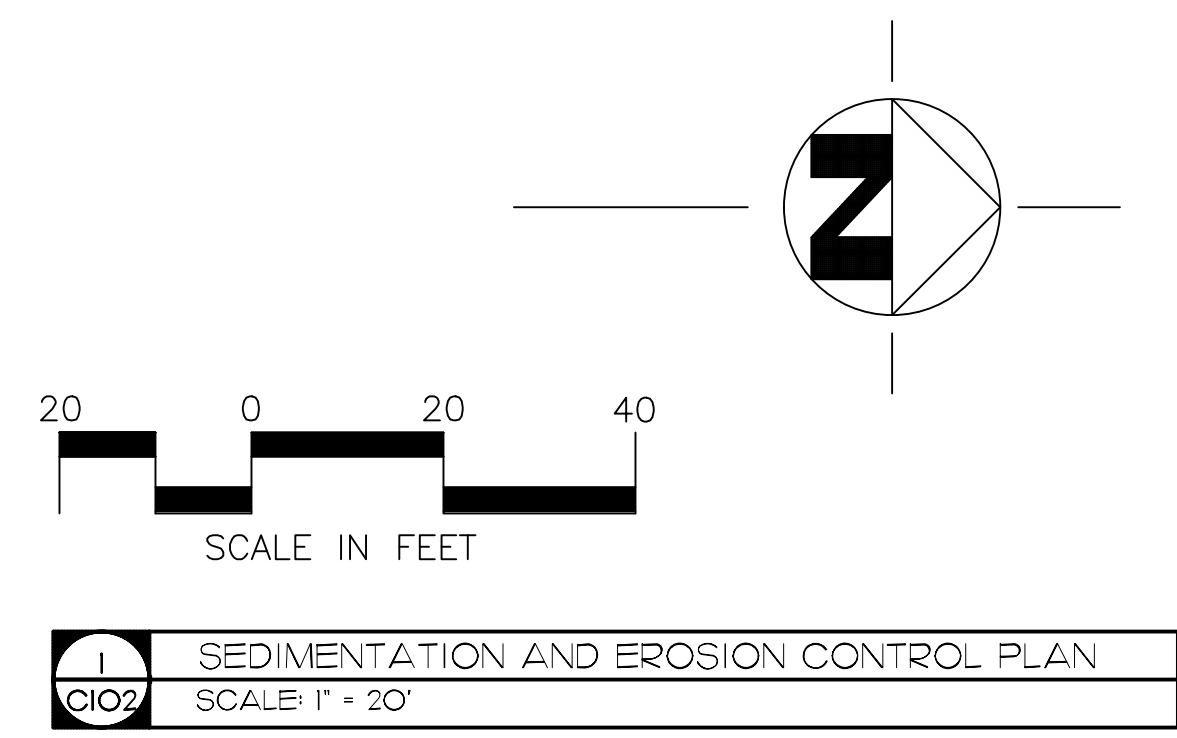 N
20 0 20 40
SCALE IN FEET
1
C102
SEDIMENTATION AND EROSION CONTROL PLAN
SCALE: 1" = 20'